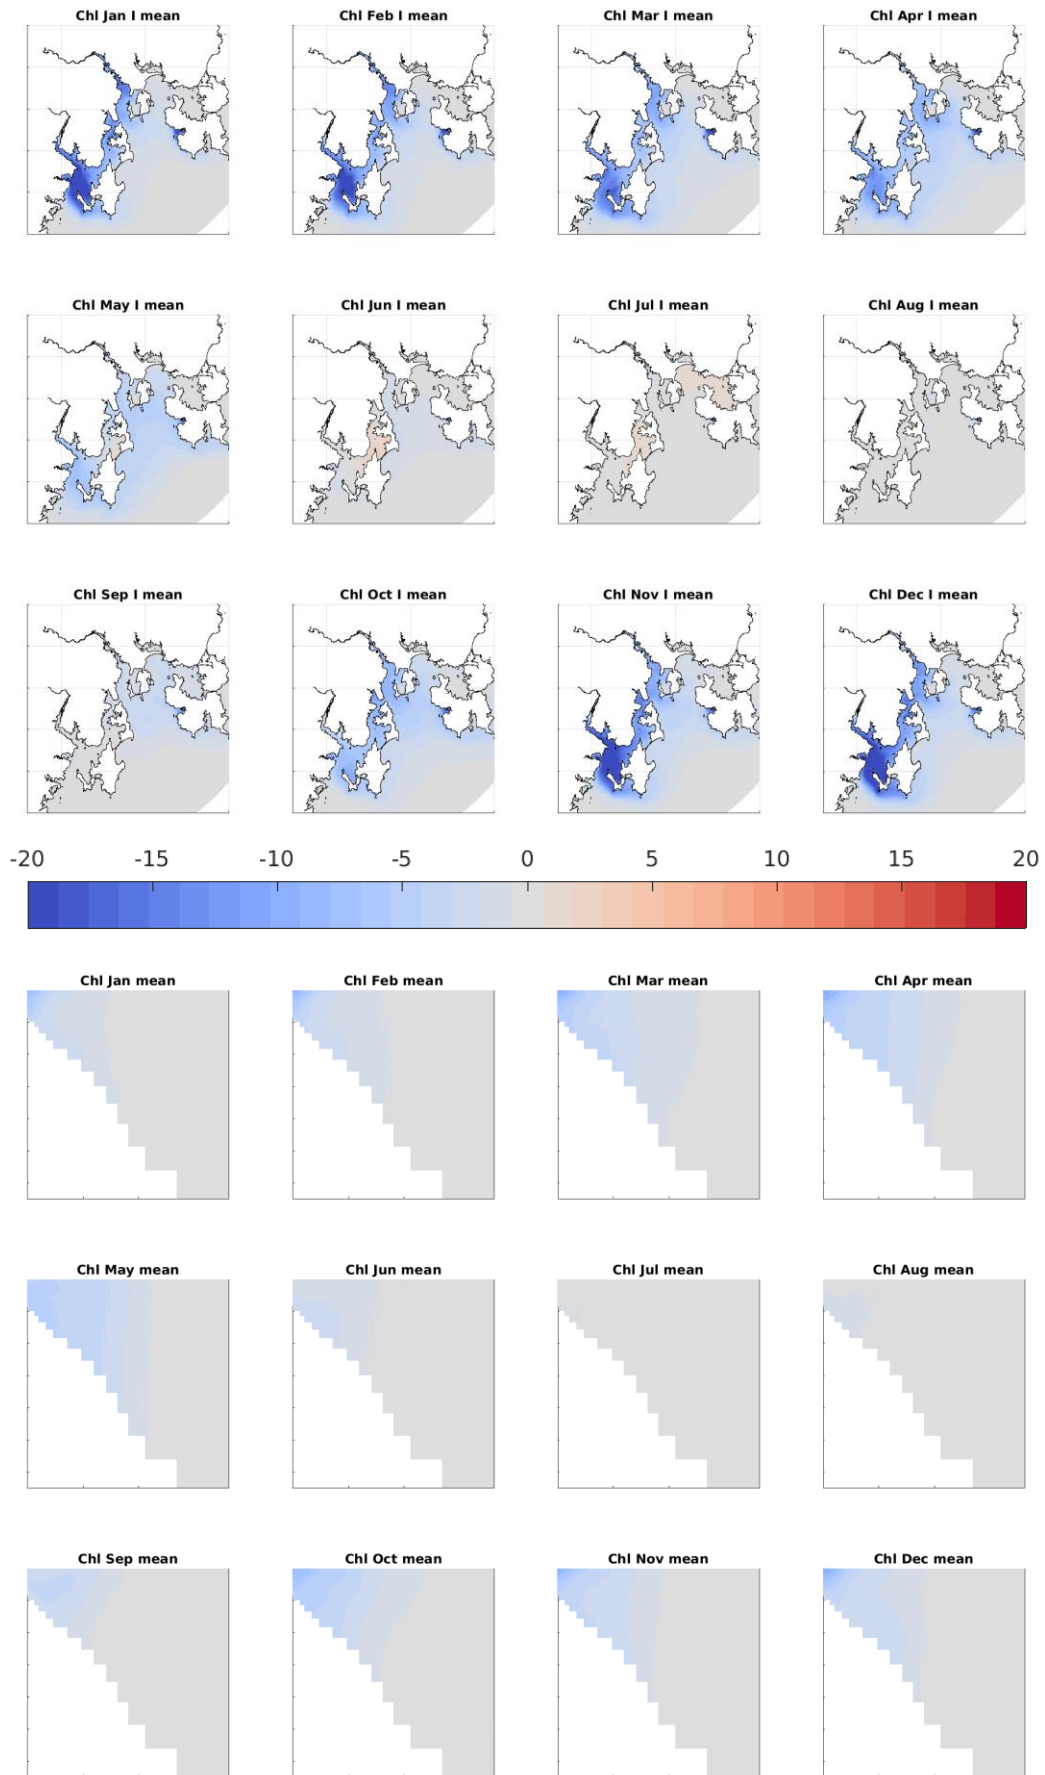 Chl Jan I mean Chl Feb I mean Chl Mar I mean Chl Apr I mean
Chl May I mean Chl Jun I mean Chl Jul I mean Chl Aug I mean
Chl Sep I mean Chl Oct I mean Chl Nov I mean Chl Dec I mean
-20 -15 -10 -5 0 5 10 15 20
Chl Jan mean Chl Feb mean Chl Mar mean Chl Apr mean
Chl May mean Chl Jun mean Chl Jul mean Chl Aug mean
Chl Sep mean Chl Oct mean Chl Nov mean Chl Dec mean